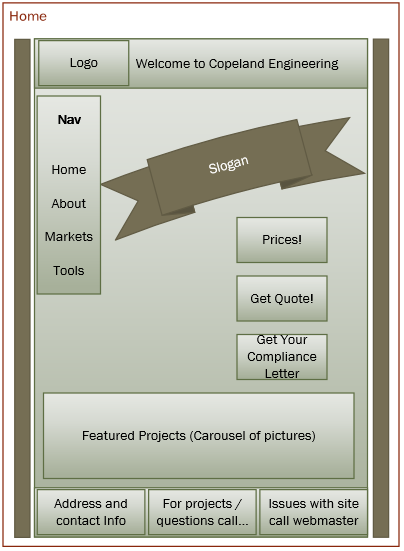 Home
Logo
Welcome to Copeland Engineering
Nav
Home
About
Markets
Tools
Slogan
Prices!
Get Quote!
Get Your
Compliance
Letter
Featured Projects (Carousel of pictures)
Address and
contact Info
For projects /
questions call...
Issues with site
call webmaster